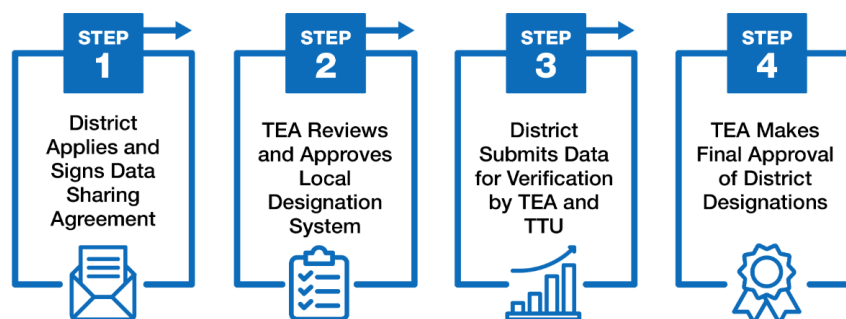 STEP
1
District
Applies and
Signs Data
Sharing
Agreement
STEP
2
TEA Reviews
and Approves
Local
Designation
System
STEP
3
District
Submits Data
for Verification
by TEA and
TTU
STEP
4
TEA Makes
Final Approval
of District
Designations